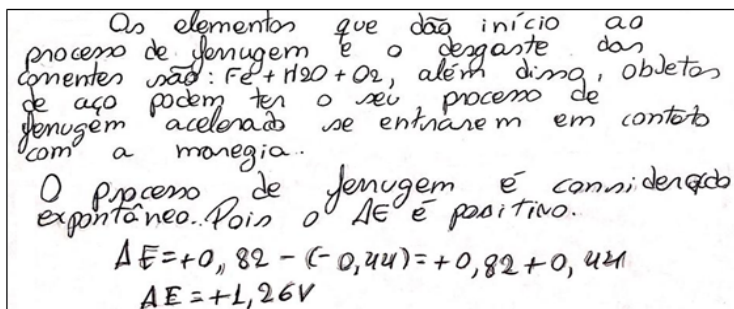 Os elementos que dão início ao
processo de ferrugem e o desgaste das
correntes são: Fe + H2O + O2, além disso, objetos
de aço podem ter o seu processo de
ferrugem acelerado se entrarem em contato
com a maresia.
O processo de ferrugem é considerado
expontâneo. Pois o ΔE é positivo.
ΔE = +0,82 - (-0,44) = +0,82 + 0,44
ΔE = +1,26V